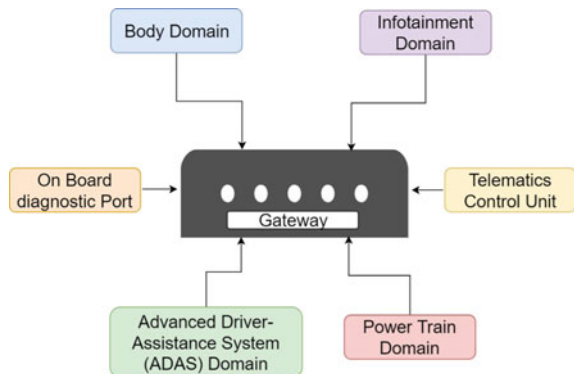 Body Domain
Infotainment
Domain
On Board
diagnostic Port
Telematics
Control Unit
Gateway
Advanced Driver-
Assistance System
(ADAS) Domain
Power Train
Domain